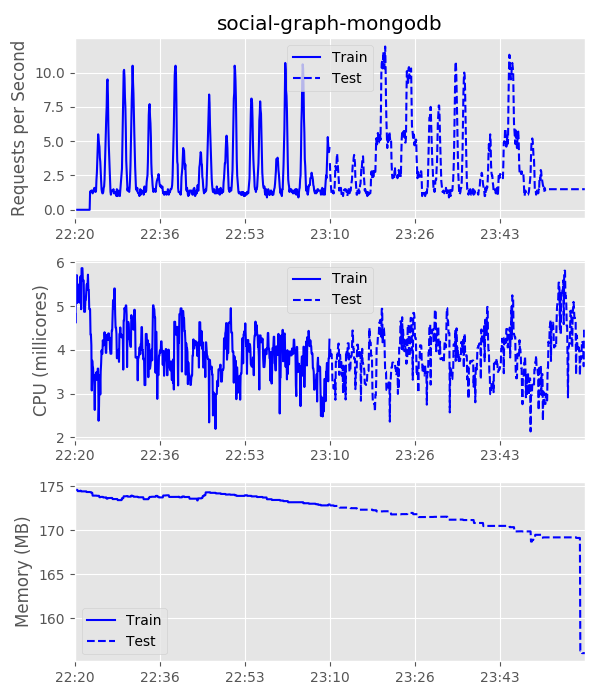 social-graph-mongodb
Requests per Second
10.0
7.5
5.0
2.5
0.0
Train
Test
22:20 22:36 22:53 23:10 23:26 23:43
CPU (millicores)
6
5
4
3
2
Train
Test
22:20 22:36 22:53 23:10 23:26 23:43
Memory (MB)
175
170
165
160
Train
Test
22:20 22:36 22:53 23:10 23:26 23:43